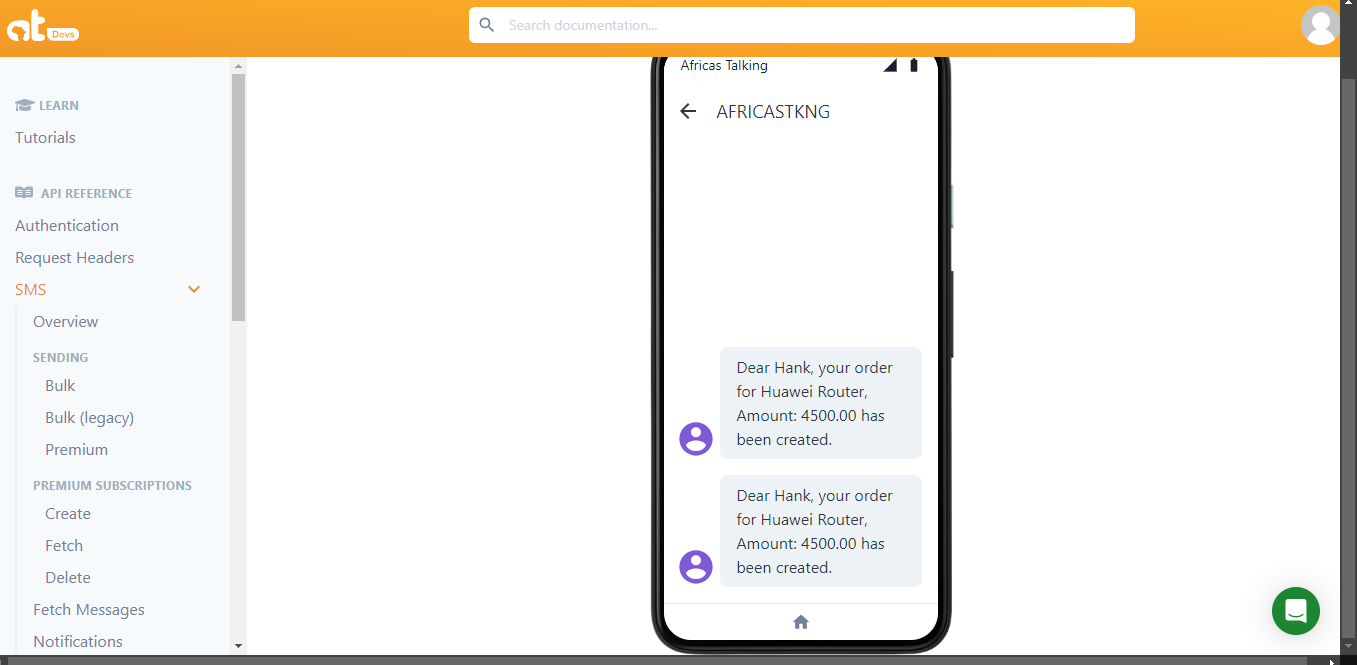 at Devs
Search documentation...
LEARN
Tutorials
API REFERENCE
Authentication
Request Headers
SMS
Overview
SENDING
Bulk
Bulk (legacy)
Premium
PREMIUM SUBSCRIPTIONS
Create
Fetch
Delete
Fetch Messages
Notifications
Africas Talking
AFRICASTKNG
Dear Hank, your order
for Huawei Router,
Amount: 4500.00 has
been created.
Dear Hank, your order
for Huawei Router,
Amount: 4500.00 has
been created.